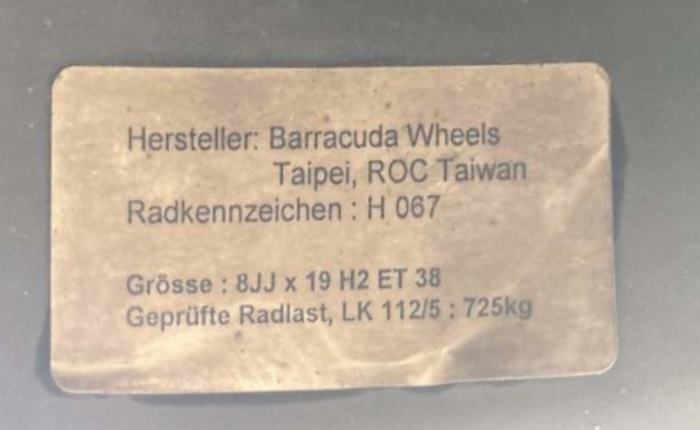 Hersteller: Barracuda Wheels
Taipei, ROC Taiwan
Radkennzeichen : H 067
Grösse : 8JJ x 19 H2 ET 38
Geprüfte Radlast, LK 112/5 : 725kg